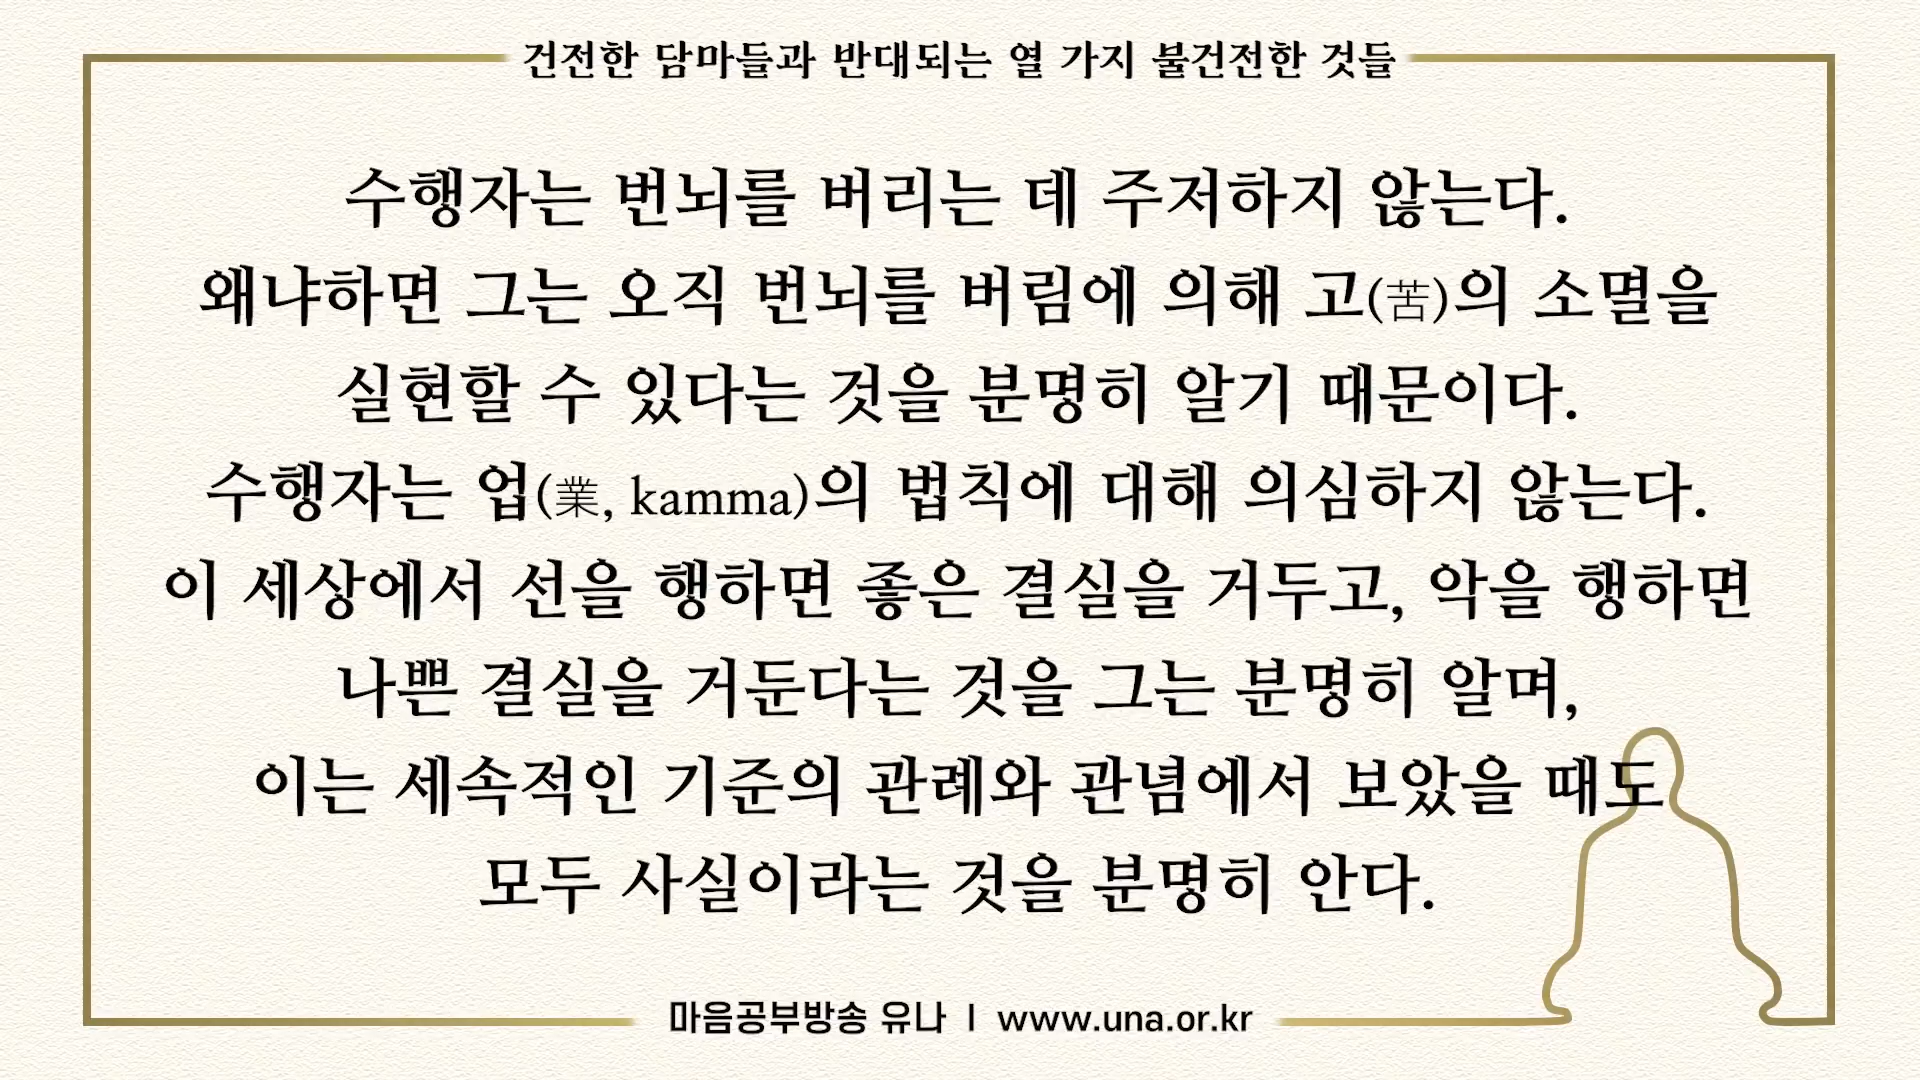 건전한 담마들과 반대되는 열 가지 불건전한 것들
수행자는 번뇌를 버리는 데 주저하지 않는다.
왜냐하면 그는 오직 번뇌를 버림에 의해 고(苦)의 소멸을
실현할 수 있다는 것을 분명히 알기 때문이다.
수행자는 업(業, kamma)의 법칙에 대해 의심하지 않는다.
이 세상에서 선을 행하면 좋은 결실을 거두고, 악을 행하면
나쁜 결실을 거둔다는 것을 그는 분명히 알며,
이는 세속적인 기준의 관례와 관념에서 보았을 때도
모두 사실이라는 것을 분명히 안다.
마음공부방송 유나 ㅣ www.una.or.kr